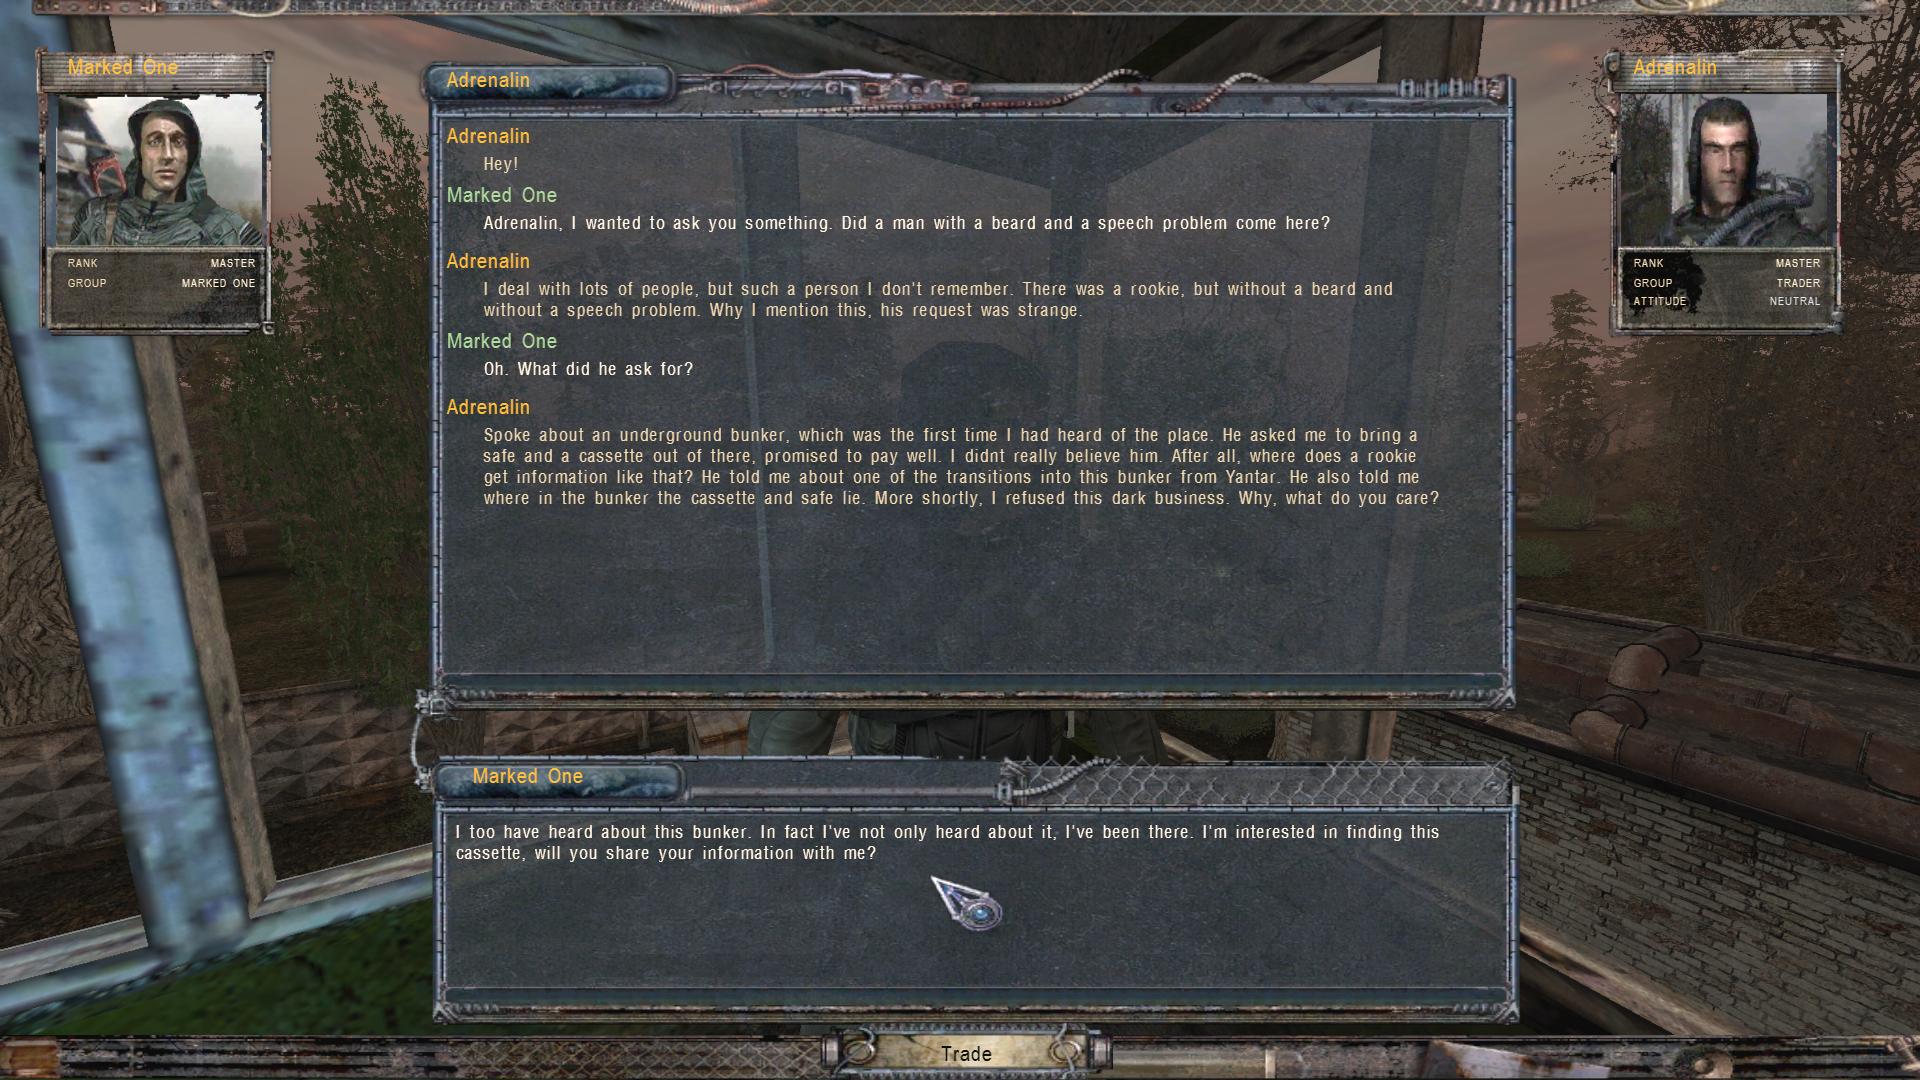 Marked One
RANK MASTER
GROUP MARKED ONE
Adrenalin
Adrenalin
Hey!
Marked One
Adrenalin, I wanted to ask you something. Did a man with a beard and a speech problem come here?
Adrenalin
I deal with lots of people, but such a person I don't remember. There was a rookie, but without a beard and
without a speech problem. Why I mention this, his request was strange.
Marked One
Oh. What did he ask for?
Adrenalin
Spoke about an underground bunker, which was the first time I had heard of the place. He asked me to bring a
safe and a cassette out of there, promised to pay well. I didnt really believe him. After all, where does a rookie
get information like that? He told me about one of the transitions into this bunker from Yantar. He also told me
where in the bunker the cassette and safe lie. More shortly, I refused this dark business. Why, what do you care?
Adrenalin
RANK MASTER
GROUP TRADER
ATTITUDE NEUTRAL
Marked One
I too have heard about this bunker. In fact I've not only heard about it, I've been there. I'm interested in finding this
cassette, will you share your information with me?
Trade